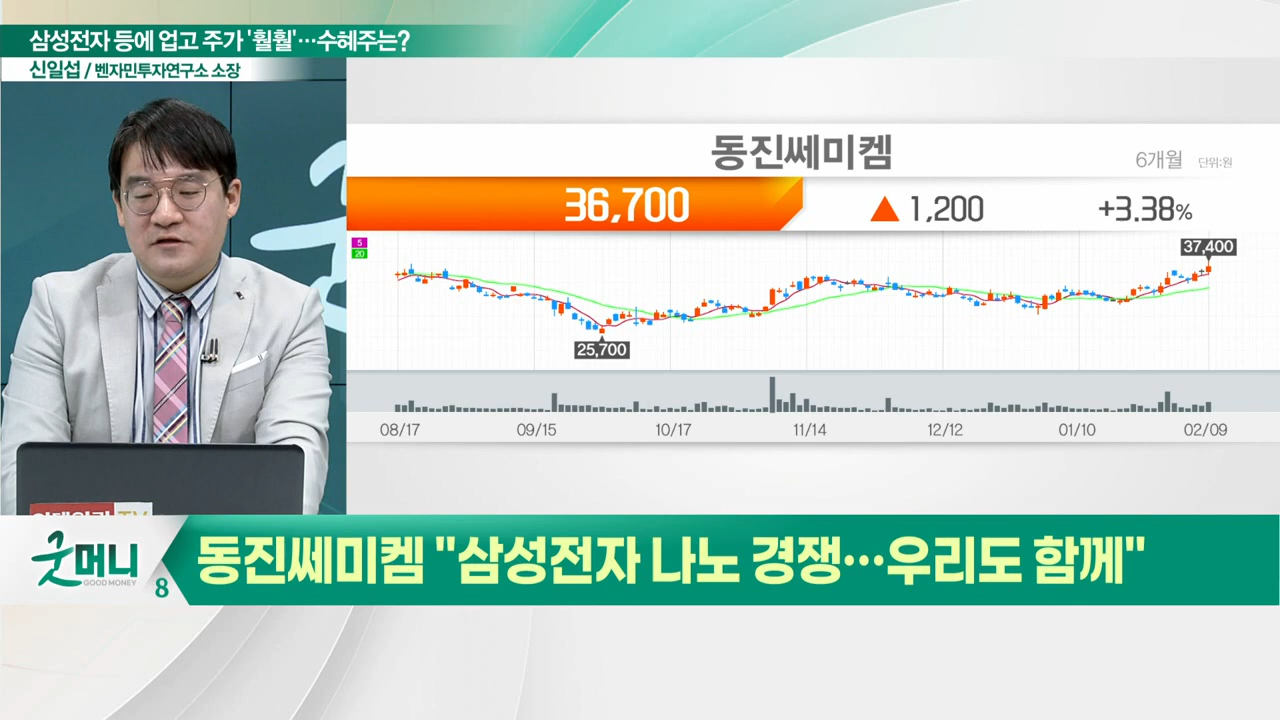 삼성전자 등에 업고 주가 '훨훨'…수혜주는?
신일섭 / 벤자민투자연구소 소장
동진쎄미켐
6개월 단위:원
36,700 ▲ 1,200 +3.38%
5
20
37,400
25,700
08/17 09/15 10/17 11/14 12/12 01/10 02/09
굿머니
GOOD MONEY
8
동진쎄미켐 "삼성전자 나노 경쟁…우리도 함께"